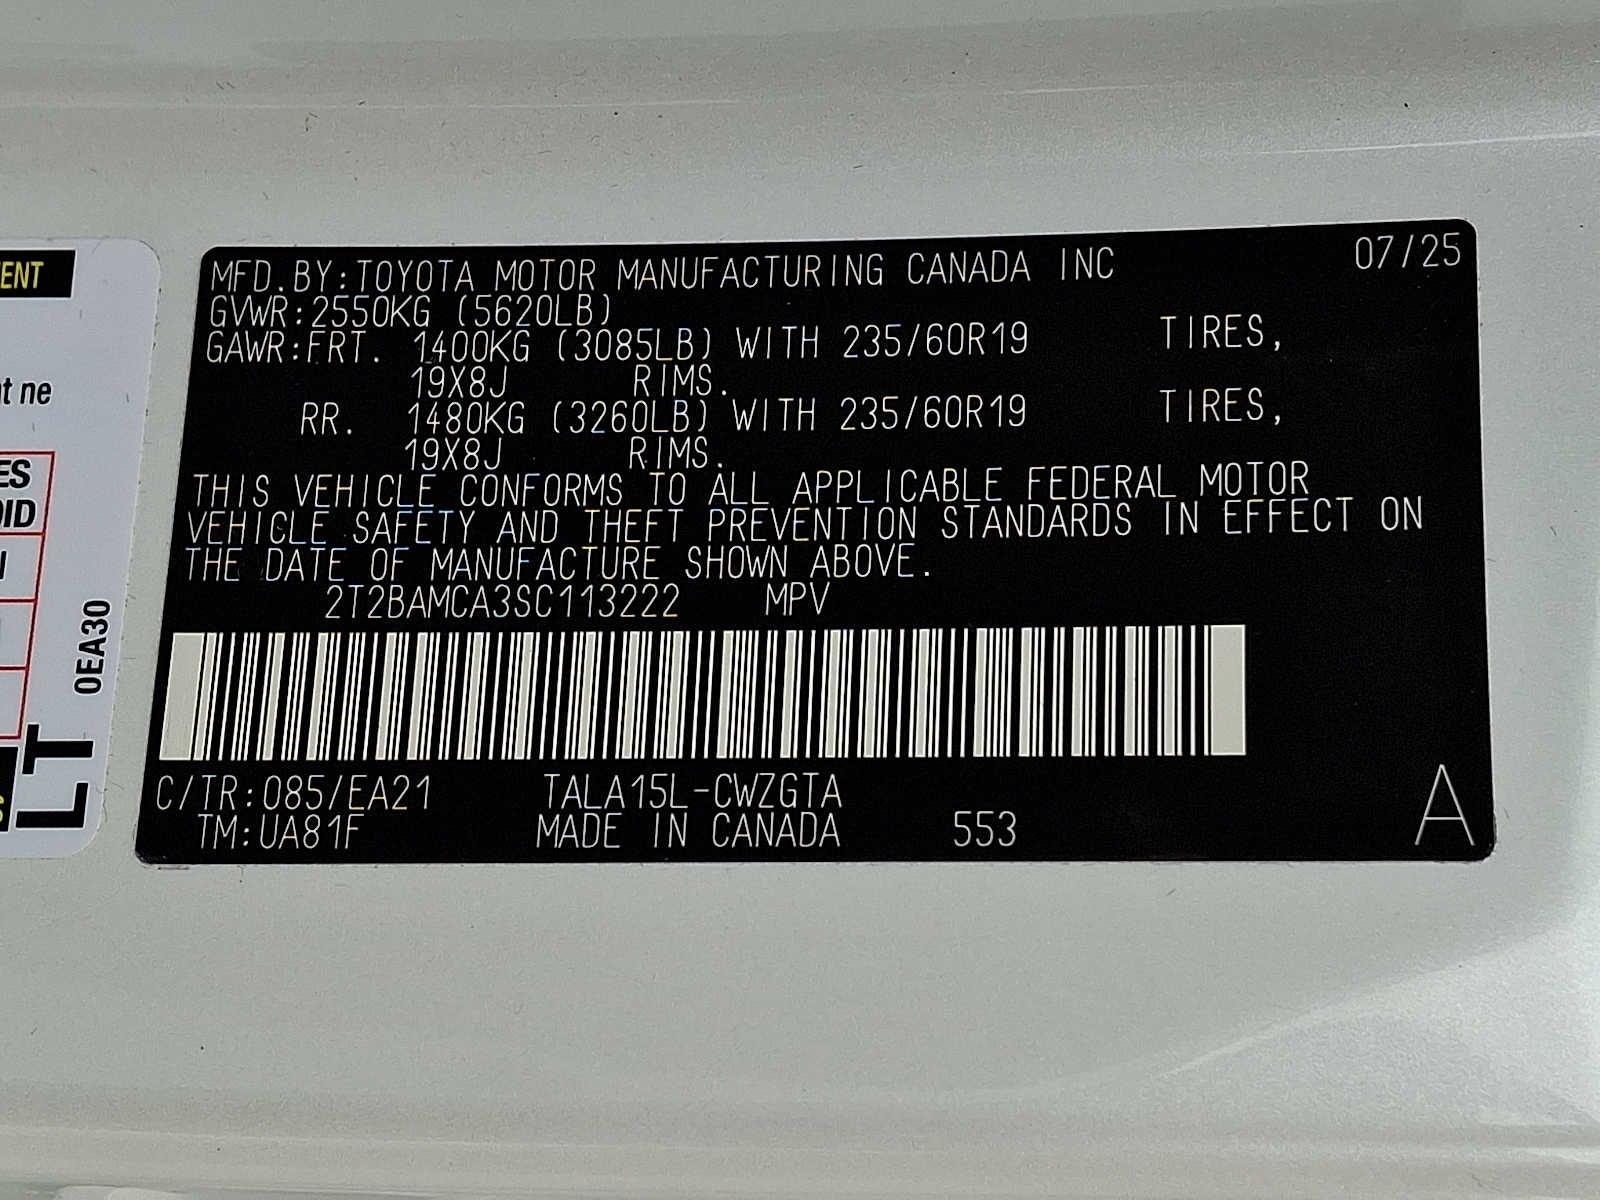 MFD.BY:TOYOTA MOTOR MANUFACTURING CANADA INC 07/25
GVWR:2550KG (5620LB)
GAWR:FRT. 1400KG (3085LB) WITH 235/60R19 TIRES,
19X8J RIMS.
RR. 1480KG (3260LB) WITH 235/60R19 TIRES,
19X8J RIMS.
THIS VEHICLE CONFORMS TO ALL APPLICABLE FEDERAL MOTOR
VEHICLE SAFETY AND THEFT PREVENTION STANDARDS IN EFFECT ON
THE DATE OF MANUFACTURE SHOWN ABOVE.
2T2BAMCA3SC113222 MPV
C/TR:085/EA21 TALA15L-CWZGTA
TM:UA81F MADE IN CANADA 553 A
ne
0EA30
LT